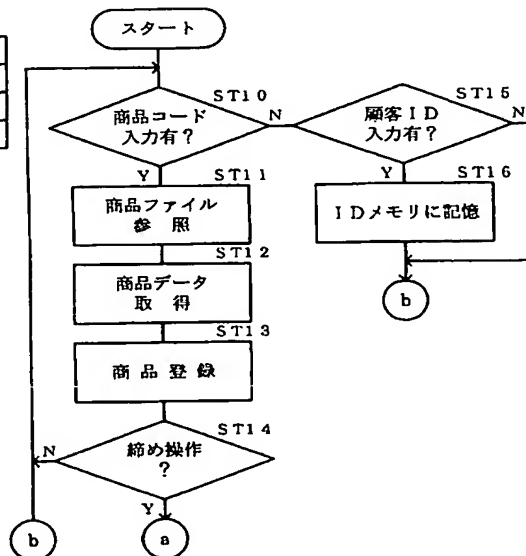 スタート
ST10
商品コード
入力有?
N
Y
ST15
顧客ID
入力有?
N
Y
ST11
商品ファイル
参 照
ST16
IDメモリに記憶
ST12
商品データ
取 得
b
ST13
商 品 登 録
ST14
締め操作
?
N
Y
b
a